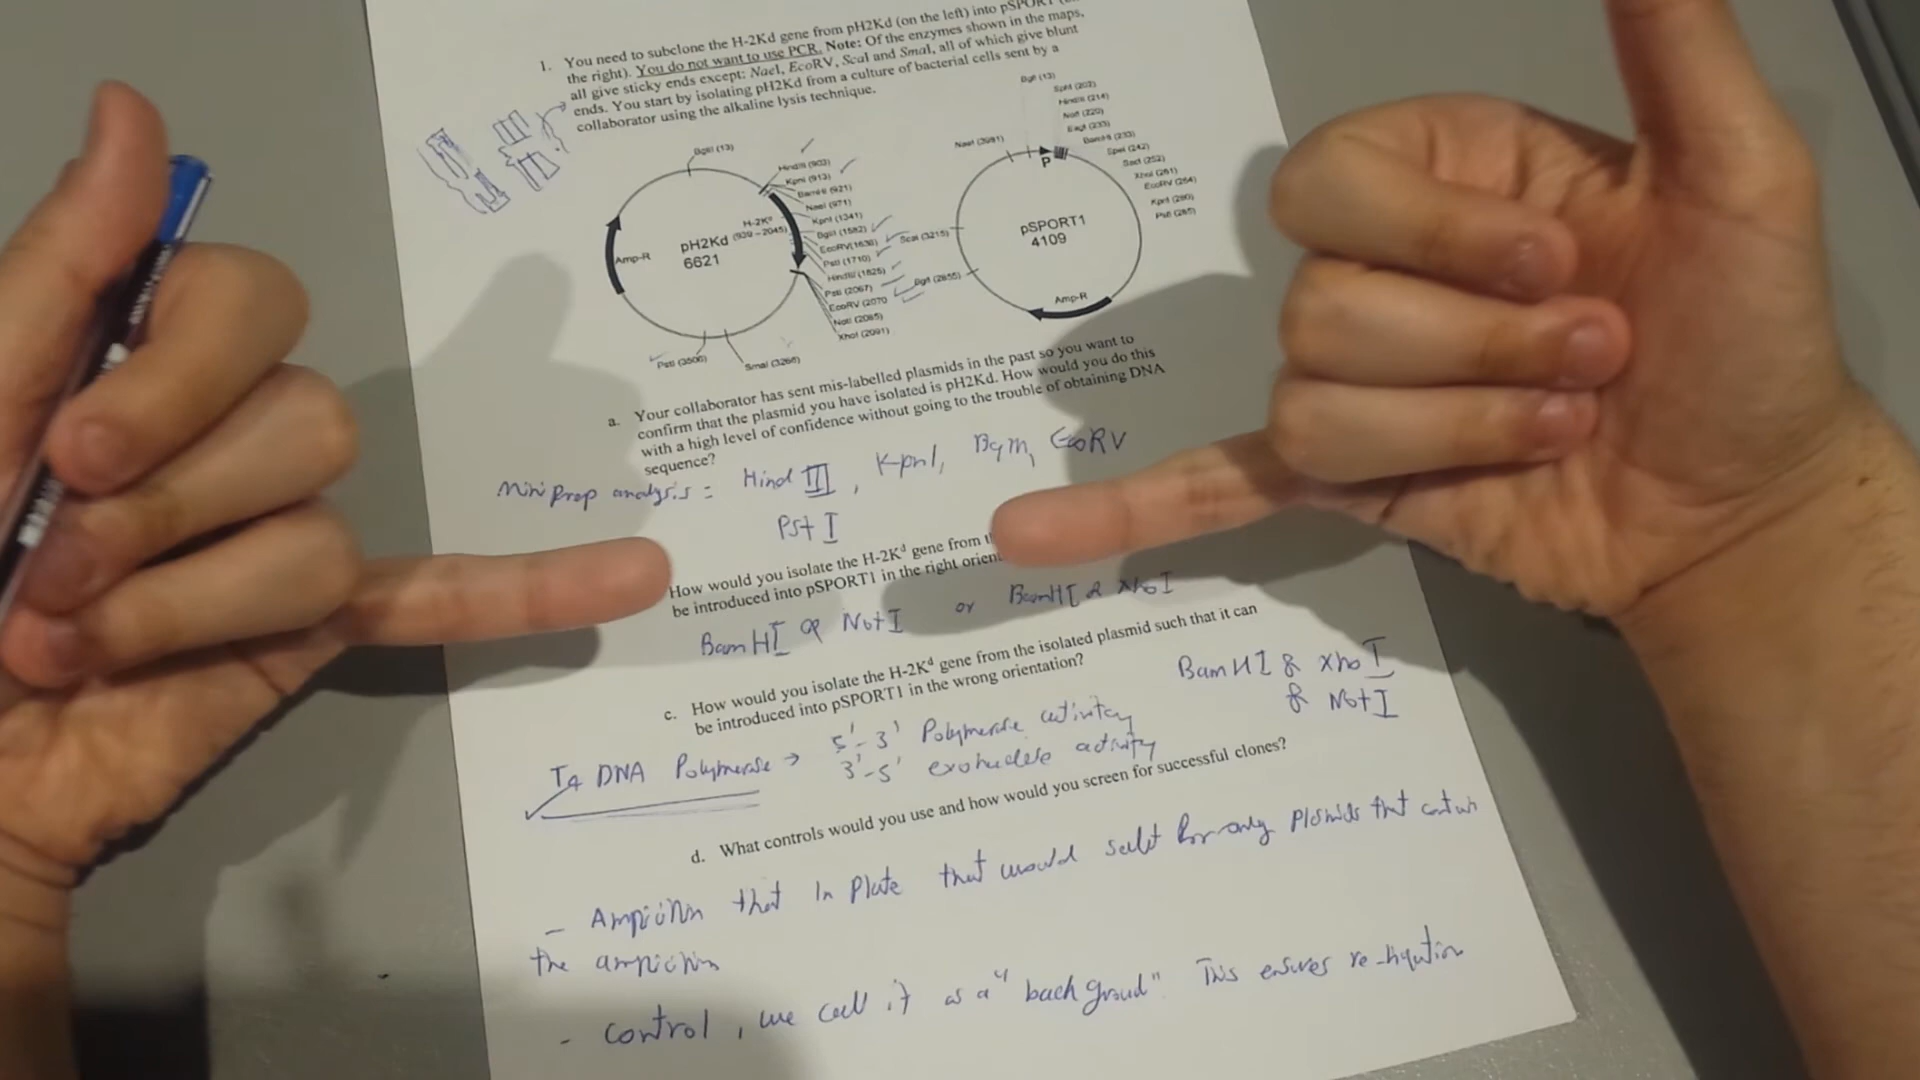 1. You need to subclone the H-2Kd gene from pH2Kd (on the left) into pSPORT1
the right). You do not want to use PCR. Note: Of the enzymes shown in the maps,
all give sticky ends except: NaeI, EcoRV, ScaI and SmaI, all of which give blunt
ends. You start by isolating pH2Kd from a culture of bacterial cells sent by a
collaborator using the alkaline lysis technique.
BglII (13)
HindIII (903)
KpnI (913)
BamHI (921)
NaeI (971)
KpnI (1341)
BglII (1582)
EcoRV(1638)
PstI (1710)
HindIII (1825)
PstI (2067)
EcoRV (2070
NotI (2085)
XhoI (2091)
SmaI (3268)
PstI (3500)
Amp-R
H-2Kd
(939 - 2045)
pH2Kd
6621
NaeI (3981)
BglI (13)
SphI (202)
HindIII (214)
NotI (220)
EagI (233)
BamHI (233)
SpeI (242)
SacI (252)
XhoI (261)
EcoRV (264)
KpnI (280)
PstI (285)
P
ScaI (3215)
BglI (2855)
pSPORT1
4109
Amp-R
a. Your collaborator has sent mis-labelled plasmids in the past so you want to
confirm that the plasmid you have isolated is pH2Kd. How would you do this
with a high level of confidence without going to the trouble of obtaining DNA
sequence?
Mini prep analysis = Hind III, KpnI, EcoRV
Pst I
How would you isolate the H-2Kd gene from
be introduced into pSPORT1 in the right orien
BamHI & Not I or BamHI & XhoI
c. How would you isolate the H-2Kd gene from the isolated plasmid such that it can
be introduced into pSPORT1 in the wrong orientation?
BamHI & XhoI
& NotI
T4 DNA Polymerase → 5'-3' Polymerase activity
3'-5' exonuclese activity
d. What controls would you use and how would you screen for successful clones?
- Ampicillin that In Plate that would select for only plasmids that contain
the ampicillin
- control, we call it as a "back ground". This ensures re-ligation